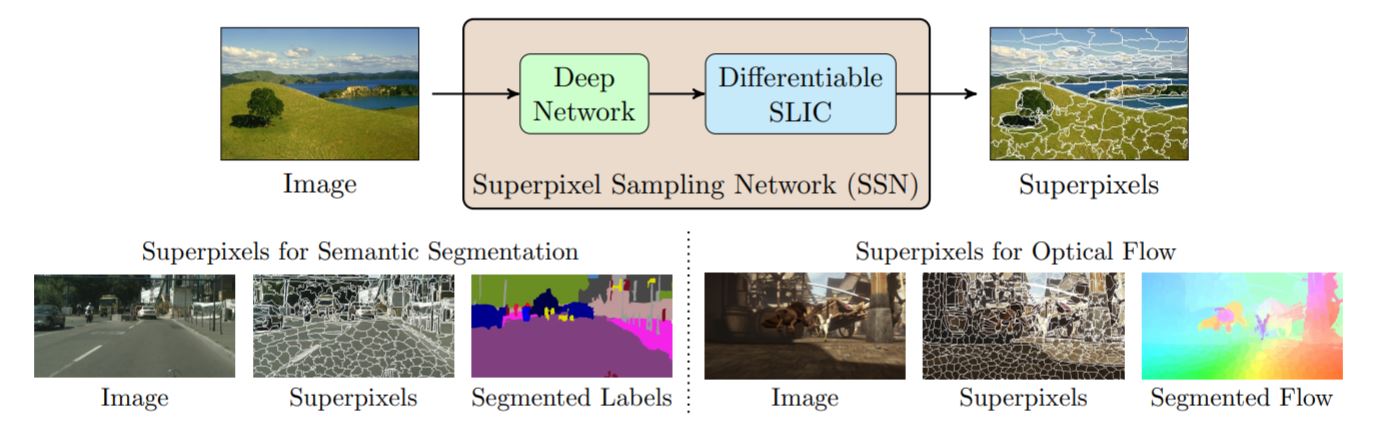 Deep
Network
Differentiable
SLIC
Image
Superpixel Sampling Network (SSN)
Superpixels
Superpixels for Semantic Segmentation
Image
Superpixels
Segmented Labels
Superpixels for Optical Flow
Image
Superpixels
Segmented Flow